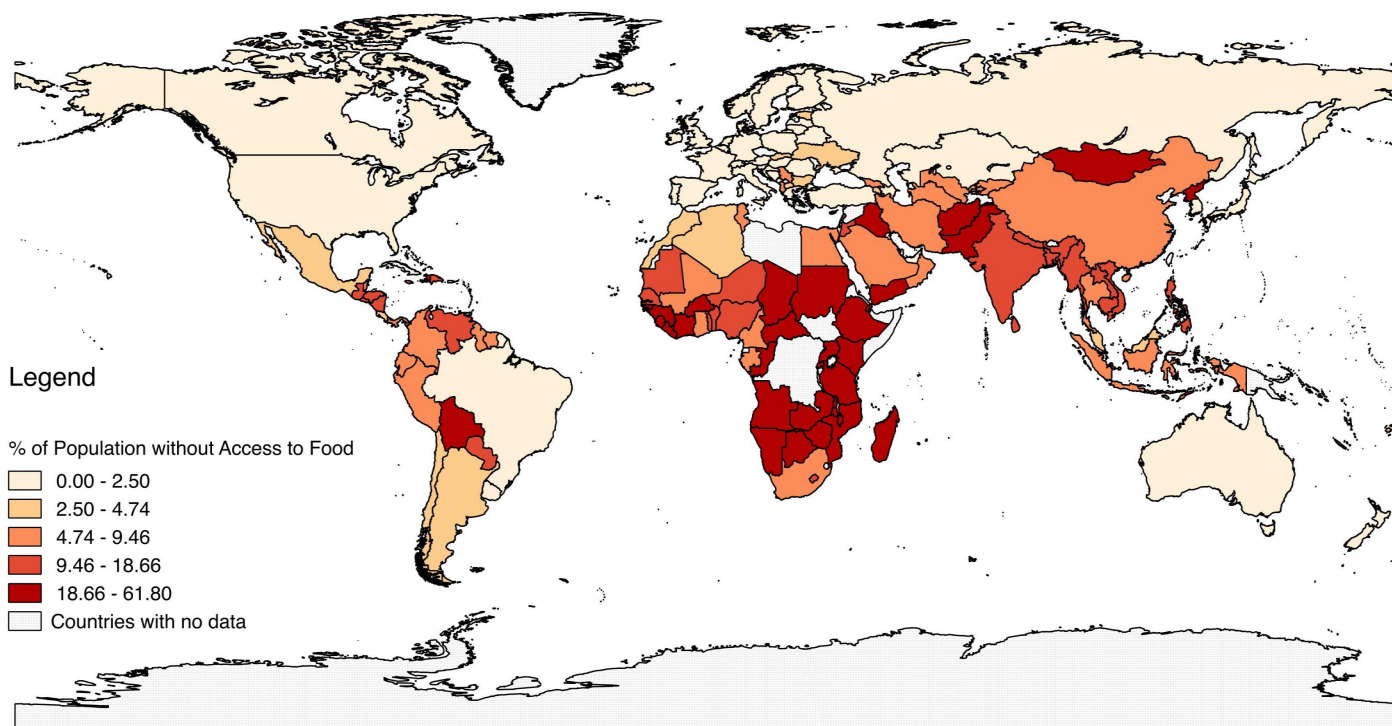 Legend
% of Population without Access to Food
0.00 - 2.50
2.50 - 4.74
4.74 - 9.46
9.46 - 18.66
18.66 - 61.80
Countries with no data